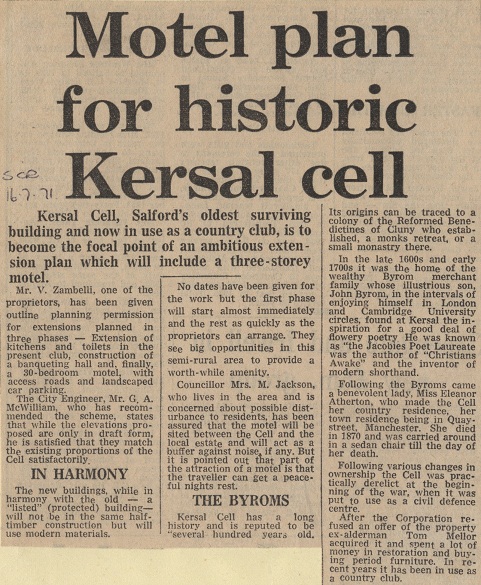 Motel plan
for historic
Kersal cell
SCR
16.7.71
Kersal Cell, Salford's oldest surviving
building and now in use as a country club, is to
become the focal point of an ambitious exten-
sion plan which will include a three-storey
motel.
Mr. V. Zambelli, one of the
proprietors, has been given
outline planning permission
for extensions planned in
three phases — Extension of
kitchens and toilets in the
present club, construction of
a banqueting hall and, finally,
a 30-bedroom motel, with
access roads and landscaped
car parking.
The City Engineer, Mr. G. A.
McWilliam, who has recom-
mended the scheme, states
that while the elevations pro-
posed are only in draft form,
he is satisfied that they match
the existing proportions of the
Cell satisfactorily.
IN HARMONY
The new buildings, while in
harmony with the old — a
"listed" (protected) building—
will not be in the same half-
timber construction but will
use modern materials.
No dates have been given for
the work but the first phase
will start almost immediately
and the rest as quickly as the
proprietors can arrange. They
see big opportunities in this
semi-rural area to provide a
worth-while amenity.
Councillor Mrs. M. Jackson,
who lives in the area and is
concerned about possible dist-
urbance to residents, has been
assured that the motel will be
sited between the Cell and the
local estate and will act as a
buffer against noise, if any. But
it is pointed out that part of
the attraction of a motel is that
the traveller can get a peace-
ful nights rest.
THE BYROMS
Kersal Cell has a long
history and is reputed to be
"several hundred years old.
Its origins can be traced to a
colony of the Reformed Bene-
dictines of Cluny who estab-
lished, a monks retreat, or a
small monastry there.
In the late 1600s and early
1700s it was the home of the
wealthy Byrom merchant
family whose illustrious son,
John Byrom, in the intervals of
enjoying himself in London
and Cambridge University
circles, found at Kersal the in-
spiration for a good deal of
flowery poetry He was known
as "the Jacobies Poet Laureate
was the author of "Christians
Awake" and the inventor of
modern shorthand.
Following the Byroms came
a benevolent lady, Miss Eleanor
Atherton, who made the Cell
her country residence, her
town residence being in Quay-
street, Manchester. She died
in 1870 and was carried around
in a sedan chair till the day of
her death.
Following various changes in
ownership the Cell was prac-
tically derelict at the begin-
ning of the war, when it was
put to use as a civil defence
centre.
After the Corporation re-
fused an offer of the property
ex-alderman Tom Mellor
acquired it and spent a lot of
money in restoration and buy-
ing period furniture. In re-
cent years it has been in use as
a country club.